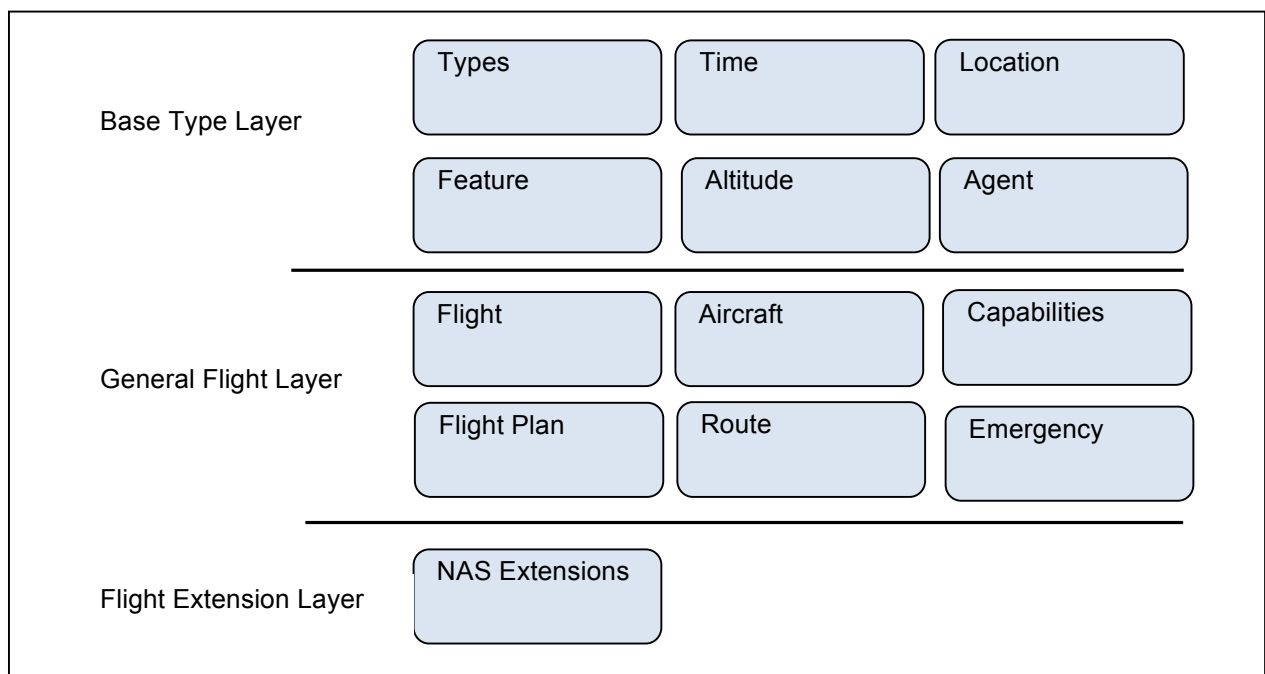 Types
Time
Location
Base Type Layer
Feature
Altitude
Agent
Flight
Aircraft
Capabilities
General Flight Layer
Flight Plan
Route
Emergency
NAS Extensions
Flight Extension Layer